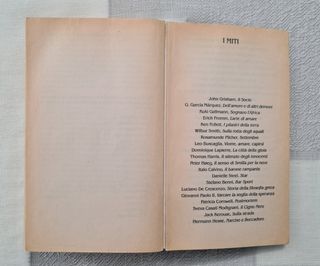 I MITI
John Grisham, Il Socio
G. García Márquez, Dell'amore e di altri demoni
Kuki Gallmann, Sognavo l'Africa
Erich Fromm, L'arte di amare
Ken Follett, I pilastri della terra
Wilbur Smith, Sulla rotta degli squali
Rosamunde Pilcher, Settembre
Leo Buscaglia, Vivere, amare, capirsi
Dominique Lapierre, La città della gioia
Thomas Harris, Il silenzio degli innocenti
Peter Høeg, Il senso di Smilla per la neve
Italo Calvino, Il barone rampante
Danielle Steel, Star
Stefano Benni, Bar Sport
Luciano De Crescenzo, Storia della filosofia greca
Giovanni Paolo II, Varcare la soglia della speranza
Patricia Cornwell, Postmortem
Sveva Casati Modignani, Il Cigno Nero
Jack Kerouac, Sulla strada
Hermann Hesse, Narciso e Boccadoro